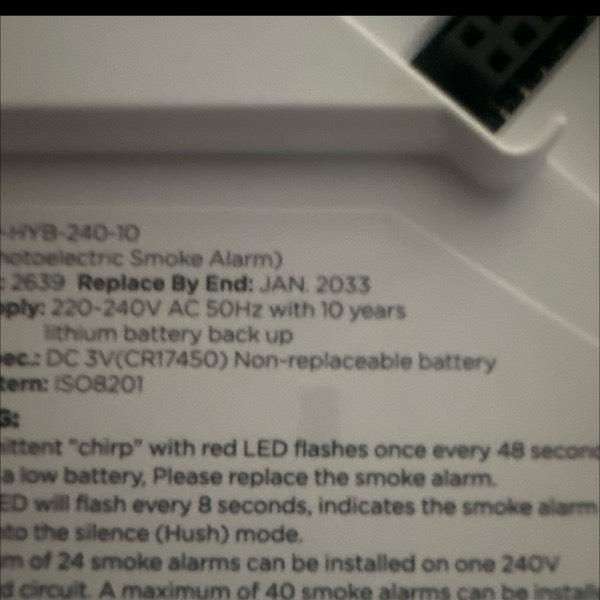 -HYB-240-10
hotoelectric Smoke Alarm)
: 2639 Replace By End: JAN. 2033
pply: 220-240V AC 50Hz with 10 years
lithium battery back up
ec.: DC 3V(CR17450) Non-replaceable battery
tern: ISO8201
G:
ittent "chirp" with red LED flashes once every 48 second
a low battery, Please replace the smoke alarm.
ED will flash every 8 seconds, indicates the smoke alarm
nto the silence (Hush) mode.
m of 24 smoke alarms can be installed on one 240V
d circuit. A maximum of 40 smoke alarms can be installe